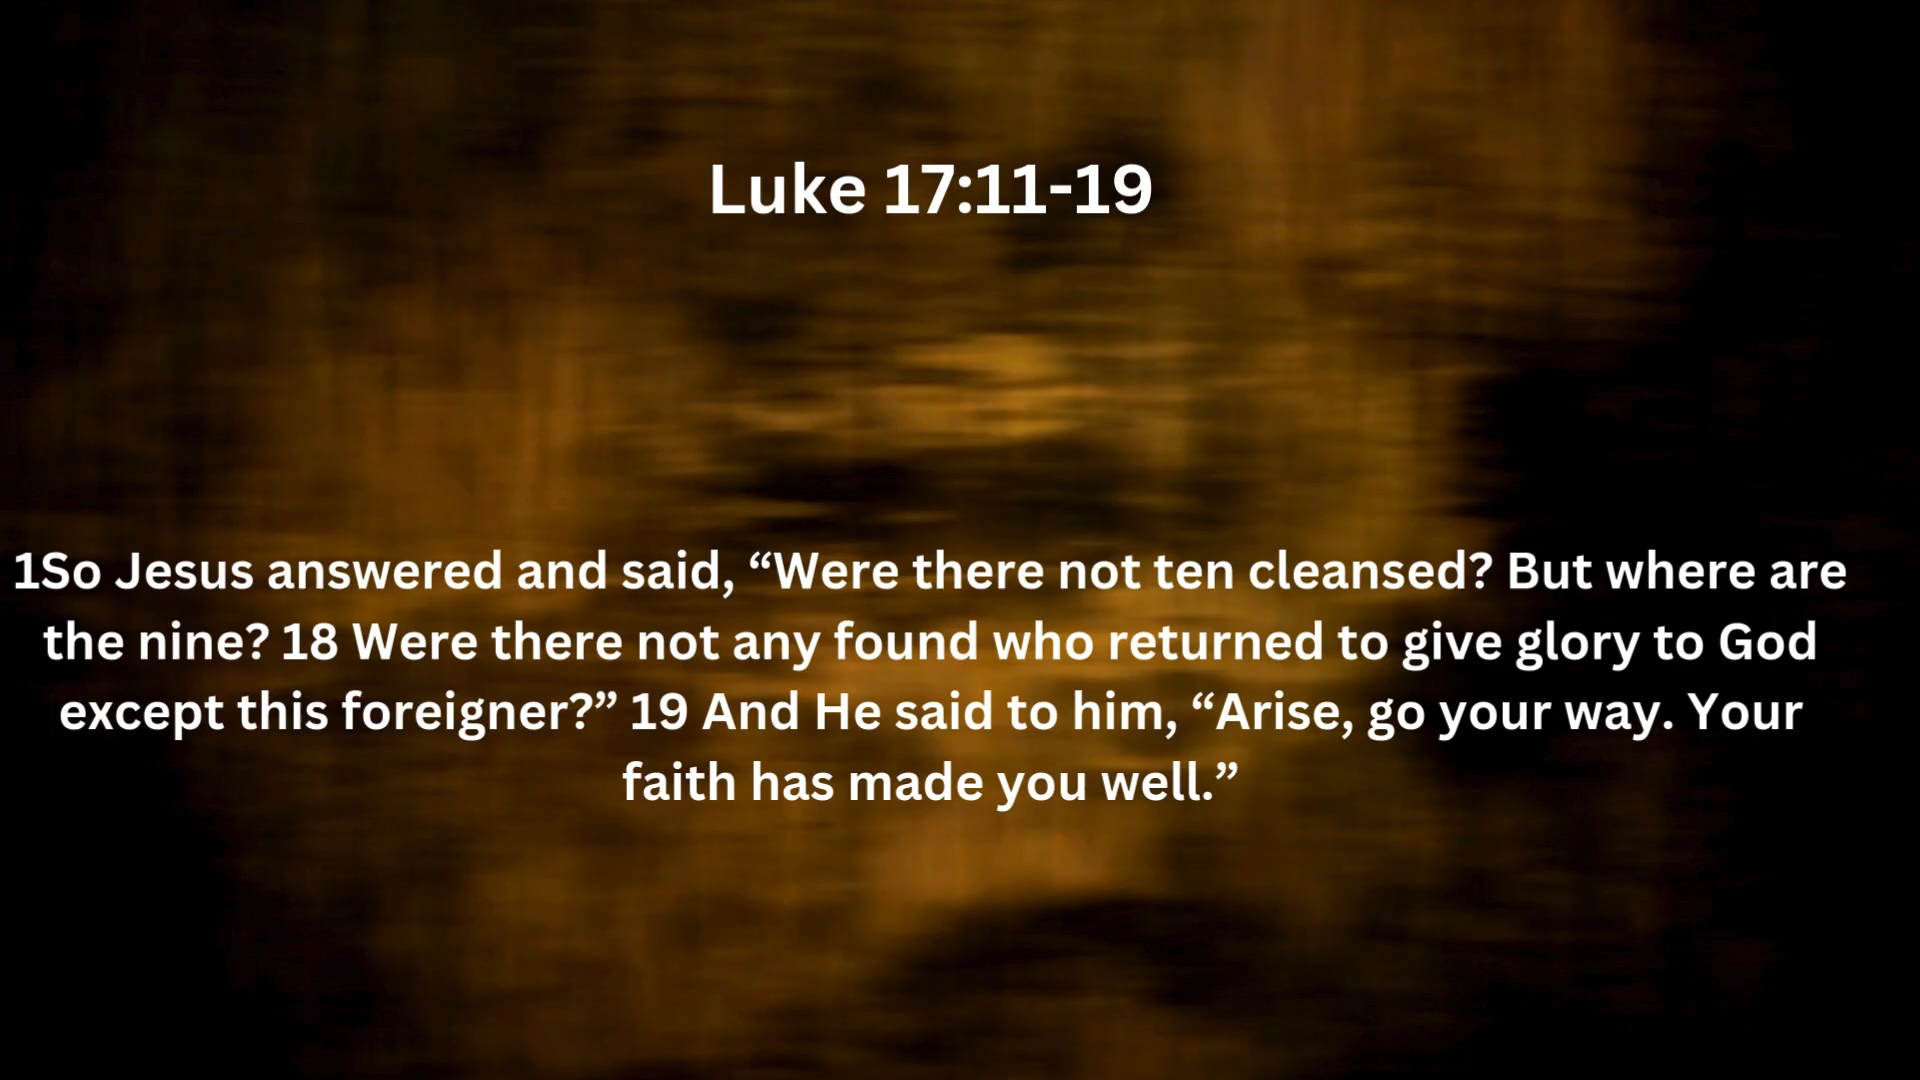 Luke 17:11-19
1So Jesus answered and said, “Were there not ten cleansed? But where are
the nine? 18 Were there not any found who returned to give glory to God
except this foreigner?” 19 And He said to him, “Arise, go your way. Your
faith has made you well.”